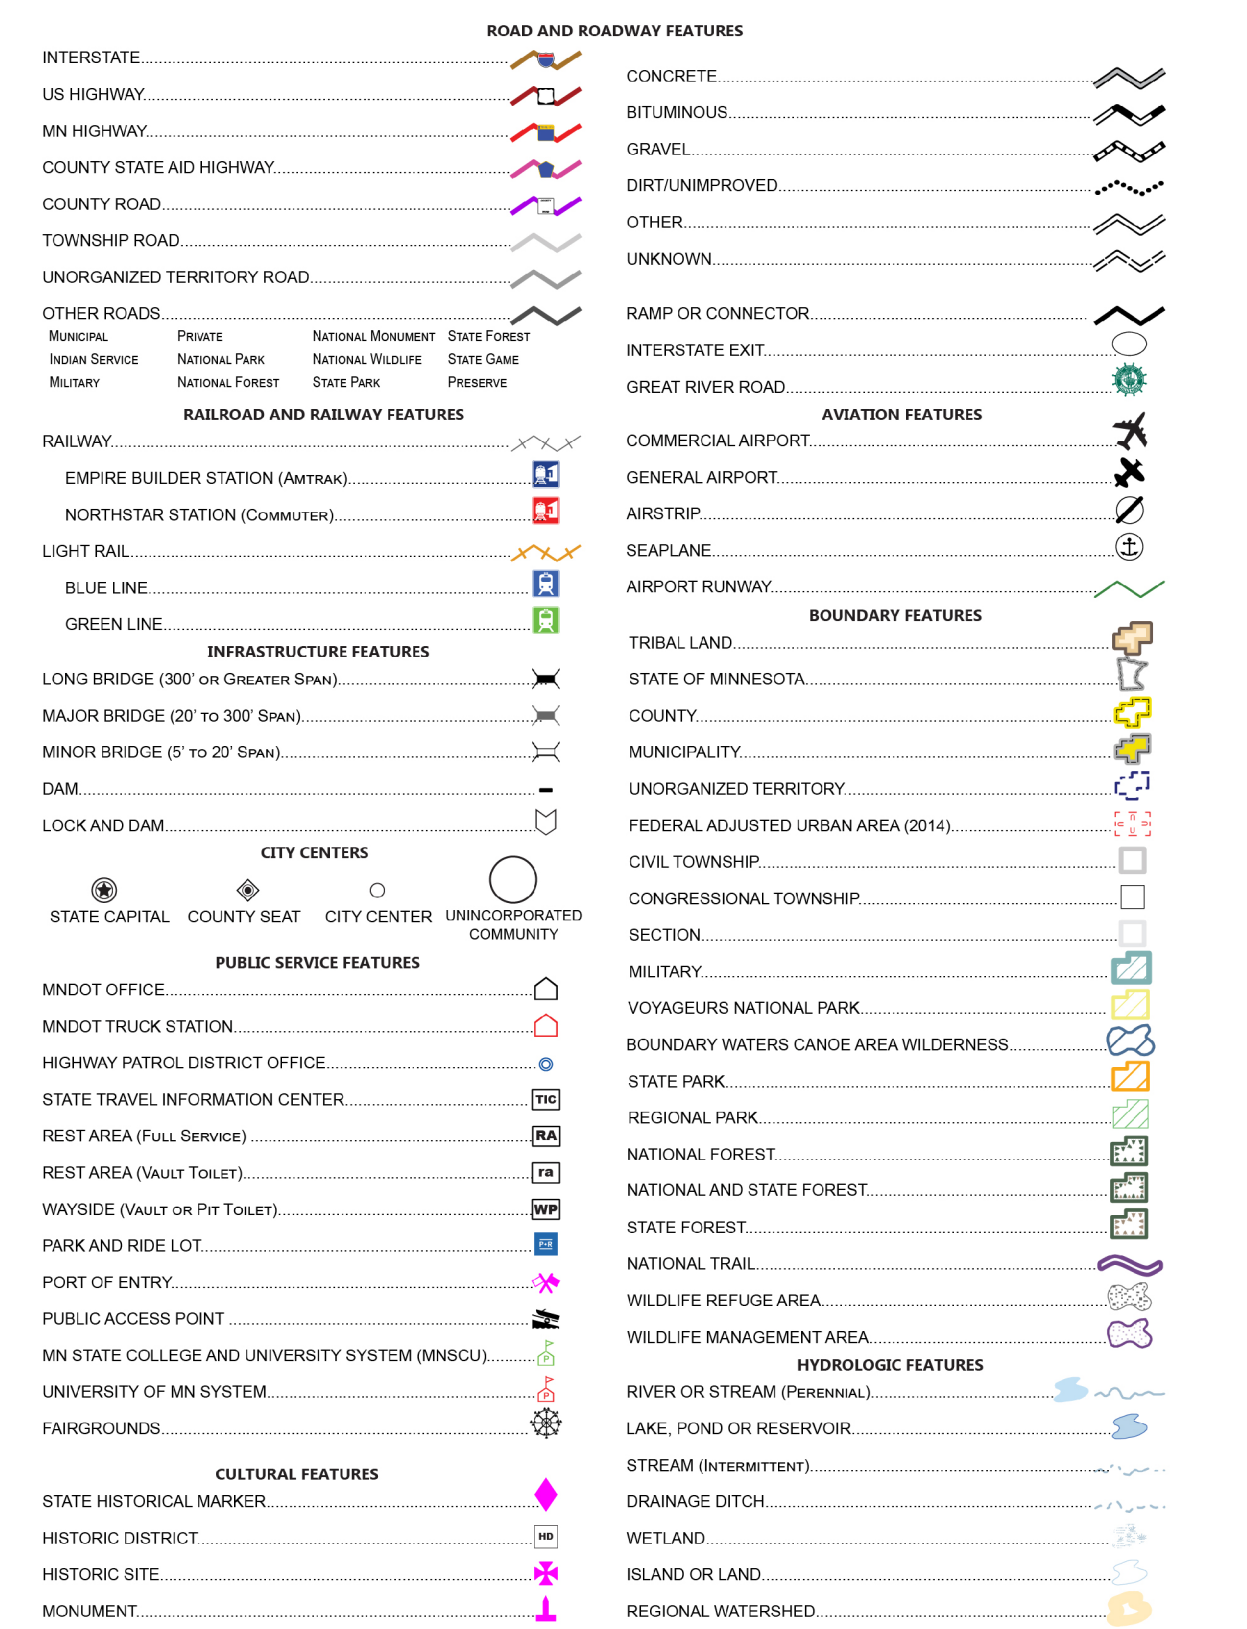 ROAD AND ROADWAY FEATURES
INTERSTATE
US HIGHWAY
MN HIGHWAY
COUNTY STATE AID HIGHWAY
COUNTY ROAD
TOWNSHIP ROAD
UNORGANIZED TERRITORY ROAD
OTHER ROADS
MUNICIPAL PRIVATE NATIONAL MONUMENT STATE FOREST
INDIAN SERVICE NATIONAL PARK NATIONAL WILDLIFE STATE GAME
MILITARY NATIONAL FOREST STATE PARK PRESERVE
CONCRETE
BITUMINOUS
GRAVEL
DIRT/UNIMPROVED
OTHER
UNKNOWN
RAMP OR CONNECTOR
INTERSTATE EXIT
GREAT RIVER ROAD
RAILROAD AND RAILWAY FEATURES
RAILWAY
EMPIRE BUILDER STATION (AMTRAK)
NORTHSTAR STATION (COMMUTER)
LIGHT RAIL
BLUE LINE
GREEN LINE
INFRASTRUCTURE FEATURES
LONG BRIDGE (300' OR GREATER SPAN)
MAJOR BRIDGE (20' TO 300' SPAN)
MINOR BRIDGE (5' TO 20' SPAN)
DAM
LOCK AND DAM
CITY CENTERS
STATE CAPITAL COUNTY SEAT CITY CENTER UNINCORPORATED
COMMUNITY
PUBLIC SERVICE FEATURES
MNDOT OFFICE
MNDOT TRUCK STATION
HIGHWAY PATROL DISTRICT OFFICE
STATE TRAVEL INFORMATION CENTER TIC
REST AREA (FULL SERVICE) RA
REST AREA (VAULT TOILET) ra
WAYSIDE (VAULT OR PIT TOILET) WP
PARK AND RIDE LOT P•R
PORT OF ENTRY
PUBLIC ACCESS POINT
MN STATE COLLEGE AND UNIVERSITY SYSTEM (MNSCU) P
UNIVERSITY OF MN SYSTEM P
FAIRGROUNDS
CULTURAL FEATURES
STATE HISTORICAL MARKER
HISTORIC DISTRICT HD
HISTORIC SITE
MONUMENT
AVIATION FEATURES
COMMERCIAL AIRPORT
GENERAL AIRPORT
AIRSTRIP
SEAPLANE
AIRPORT RUNWAY
BOUNDARY FEATURES
TRIBAL LAND
STATE OF MINNESOTA
COUNTY
MUNICIPALITY
UNORGANIZED TERRITORY
FEDERAL ADJUSTED URBAN AREA (2014)
CIVIL TOWNSHIP
CONGRESSIONAL TOWNSHIP
SECTION
MILITARY
VOYAGEURS NATIONAL PARK
BOUNDARY WATERS CANOE AREA WILDERNESS
STATE PARK
REGIONAL PARK
NATIONAL FOREST
NATIONAL AND STATE FOREST
STATE FOREST
NATIONAL TRAIL
WILDLIFE REFUGE AREA
WILDLIFE MANAGEMENT AREA
HYDROLOGIC FEATURES
RIVER OR STREAM (PERENNIAL)
LAKE, POND OR RESERVOIR
STREAM (INTERMITTENT)
DRAINAGE DITCH
WETLAND
ISLAND OR LAND
REGIONAL WATERSHED